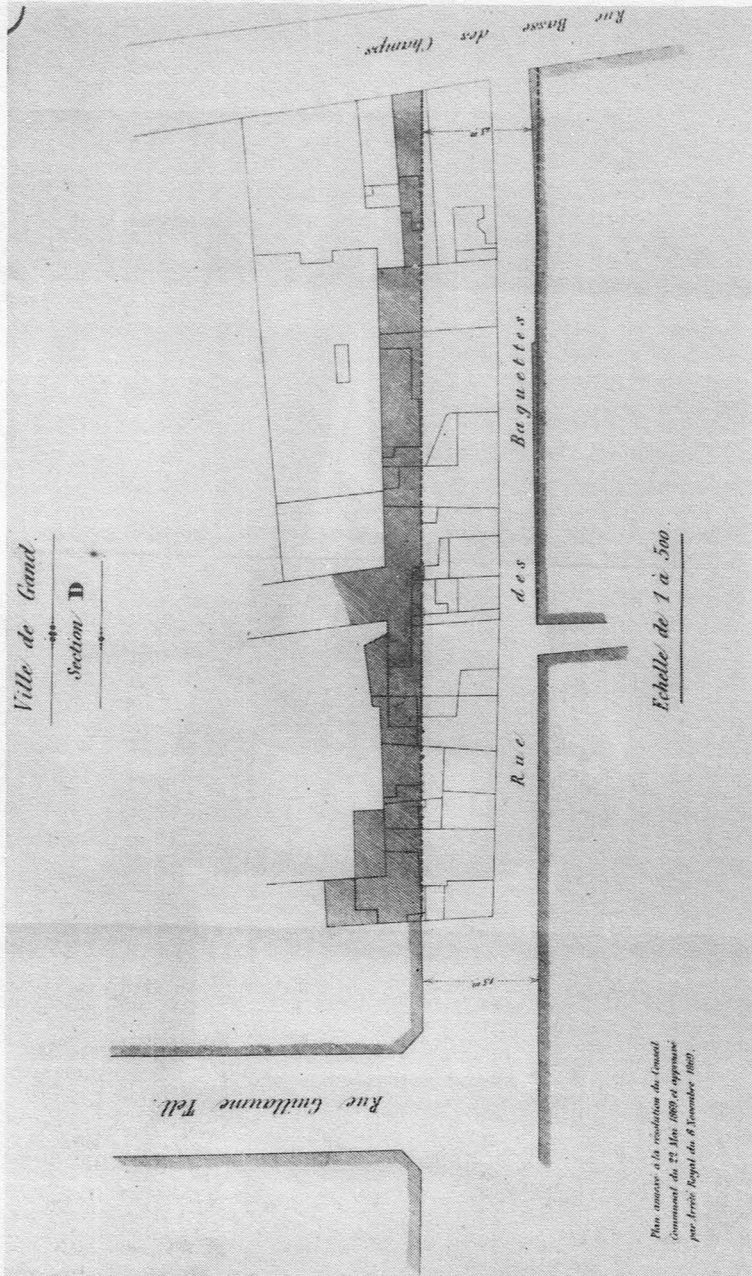 Ville de Gand.
Section D
Rue Basse des Champs.
15 m
Rue des Baguettes.
15 m
Rue Guillaume Tell.
Echelle de 1 à 500.
Plan annexé à la résolution du Conseil
Communal du 22 Mai 1869, et approuvé
par Arrêté Royal du 8 Novembre 1869.